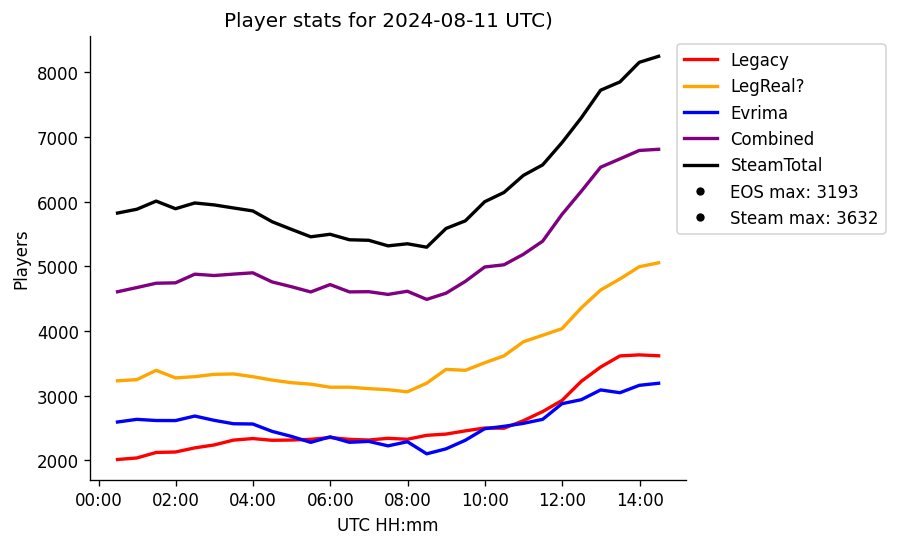 Player stats for 2024-08-11 UTC)
Legacy
LegReal?
Evrima
Combined
SteamTotal
EOS max: 3193
Steam max: 3632
8000
7000
6000
5000
4000
3000
2000
Players
00:00 02:00 04:00 06:00 08:00 10:00 12:00 14:00
UTC HH:mm